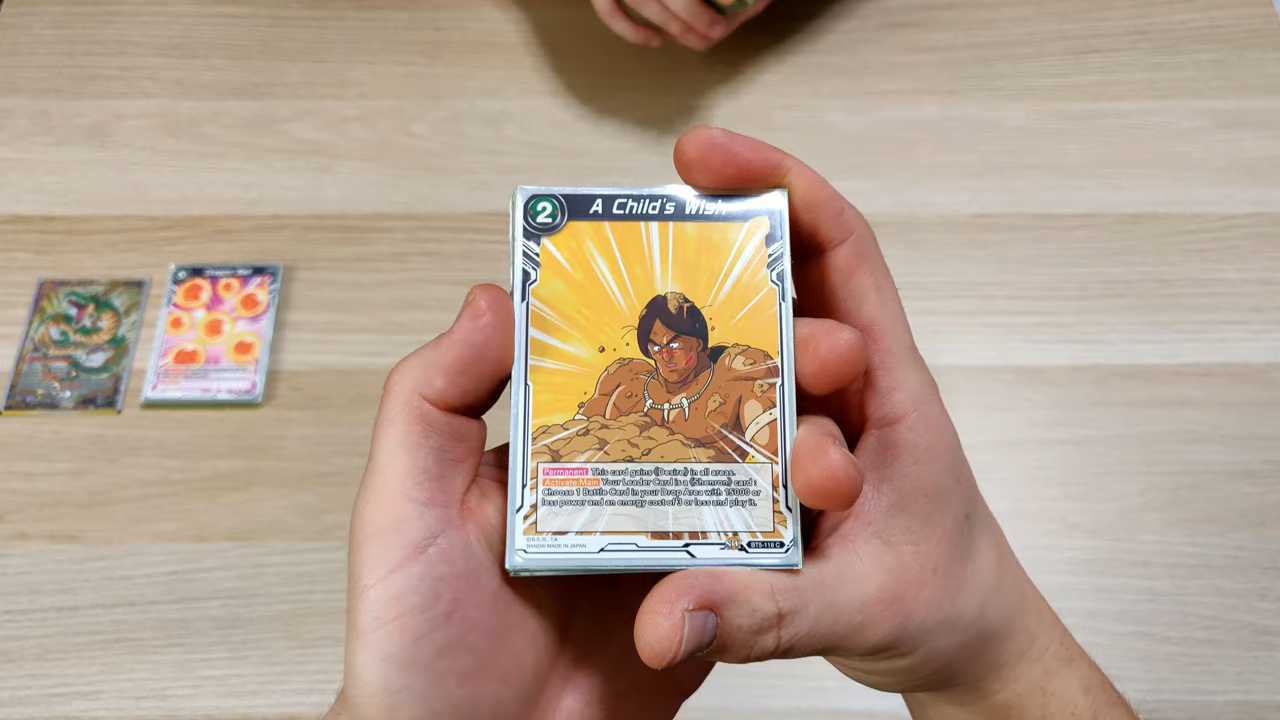 2
A Child's Wish
Permanent This card gains 《Desire》 in all areas.
Activate Main Your Leader Card is a 《Shenron》 card :
Choose 1 Battle Card in your Drop Area with 15000 or
less power and an energy cost of 3 or less and play it.
©B.S./S., T.A
BANDAI MADE IN JAPAN
BT5-118 C